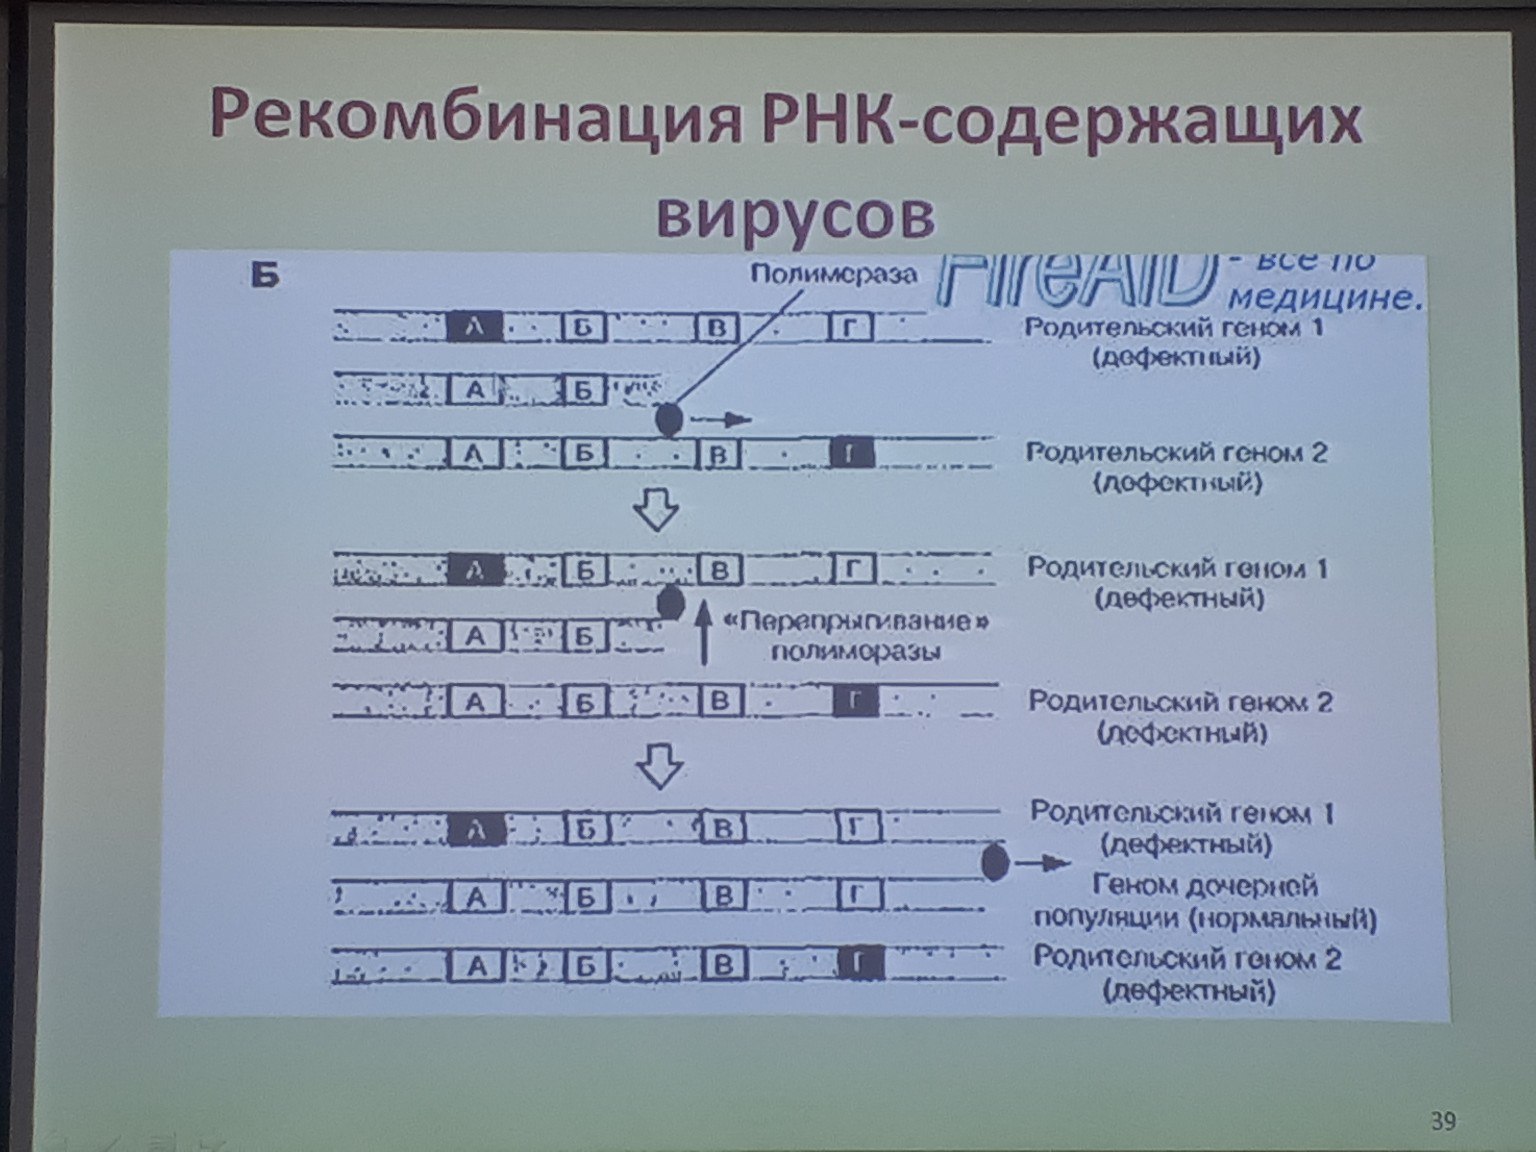 Рекомбинация РНК-содержащих
вирусов
Б
Полимераза
FireAiD - все по
медицине.
А Б В Г
Родительский геном 1
(дефектный)
А Б
А Б В Г
Родительский геном 2
(дефектный)
А Б В Г
Родительский геном 1
(дефектный)
«Перепрыгивание»
полимеразы
А Б
А Б В Г
Родительский геном 2
(дефектный)
А Б В Г
Родительский геном 1
(дефектный)
А Б В Г
Геном дочерней
популяции (нормальный)
А Б В Г
Родительский геном 2
(дефектный)
39